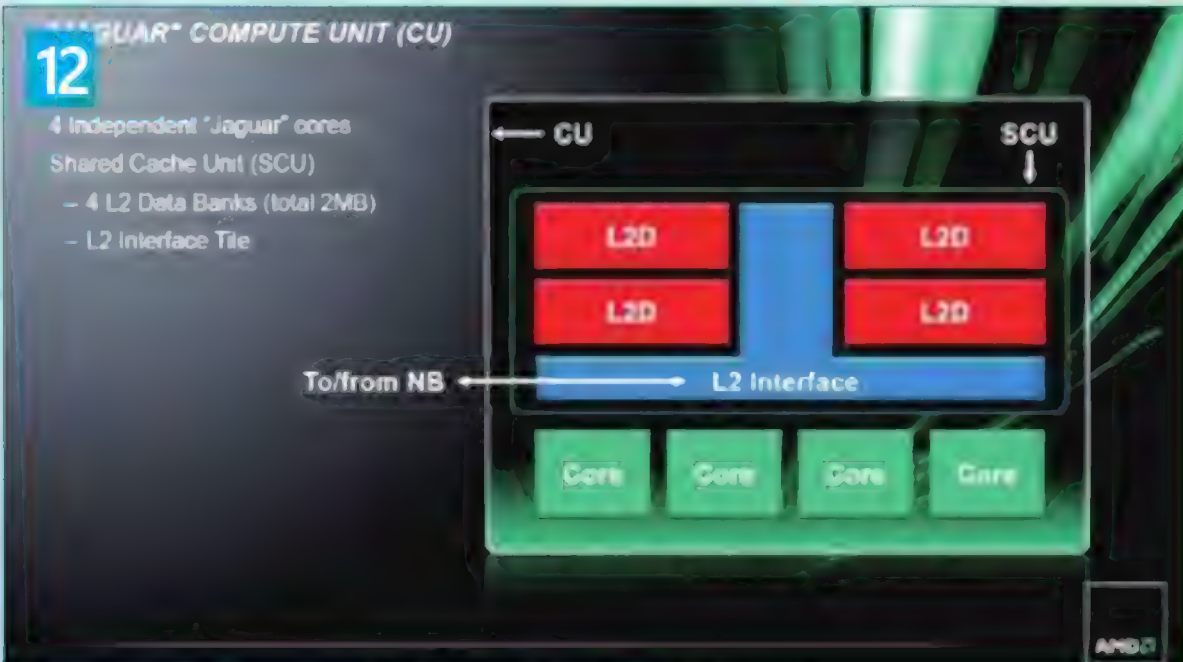 "JAGUAR" COMPUTE UNIT (CU)
12
4 Independent "Jaguar" cores
Shared Cache Unit (SCU)
– 4 L2 Data Banks (total 2MB)
– L2 Interface Tile
CU
SCU
L2D
L2D
L2D
L2D
To/from NB
L2 Interface
Core
Core
Core
Core
AMD